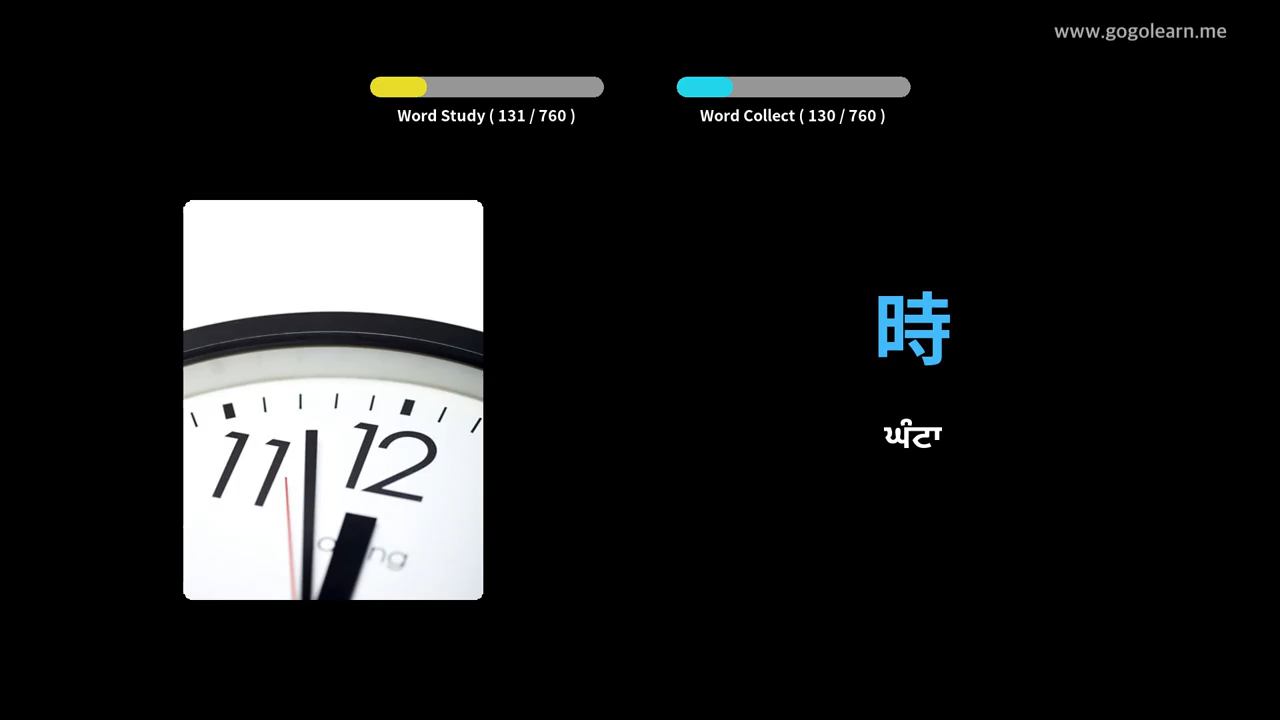 www.gogolearn.me
Word Study ( 131 / 760 )
Word Collect ( 130 / 760 )
11 12
時
ਘੰਟਾ